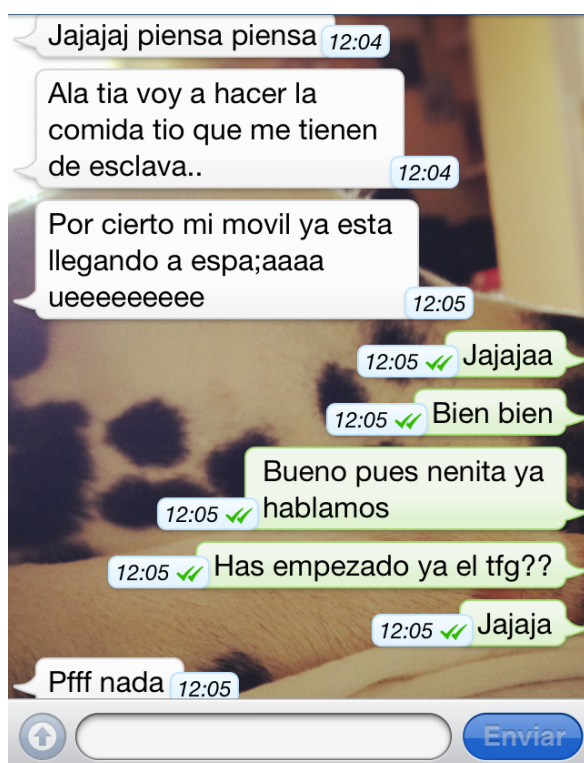 Jajajaj piensa piensa 12:04
Ala tia voy a hacer la
comida tio que me tienen
de esclava.. 12:04
Por cierto mi movil ya esta
llegando a espa;aaaa
ueeeeeeeee 12:05
12:05 Jajajaa
12:05 Bien bien
Bueno pues nenita ya
12:05 hablamos
12:05 Has empezado ya el tfg??
12:05 Jajaja
Pfff nada 12:05
Enviar